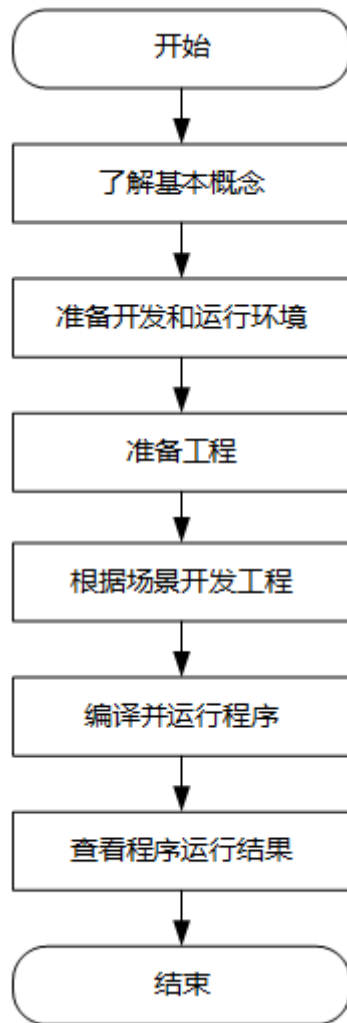 开始
了解基本概念
准备开发和运行环境
准备工程
根据场景开发工程
编译并运行程序
查看程序运行结果
结束